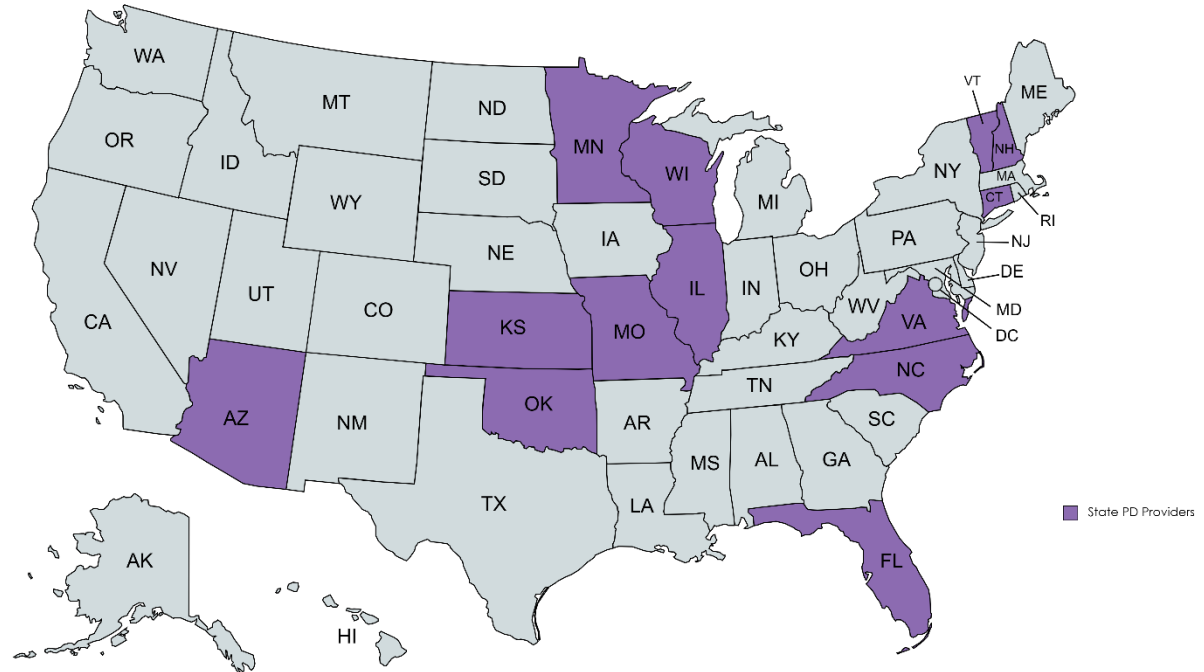 WA
MT
ND
MN
VT
ME
OR
ID
SD
WI
NY
NH
MA
CT
RI
WY
MI
IA
PA
NJ
NE
NV
UT
CO
IL
IN
OH
DE
CA
KS
MO
WV
MD
VA
DC
KY
NC
TN
AZ
NM
OK
AR
SC
MS
AL
GA
TX
LA
State PD Providers
AK
FL
HI